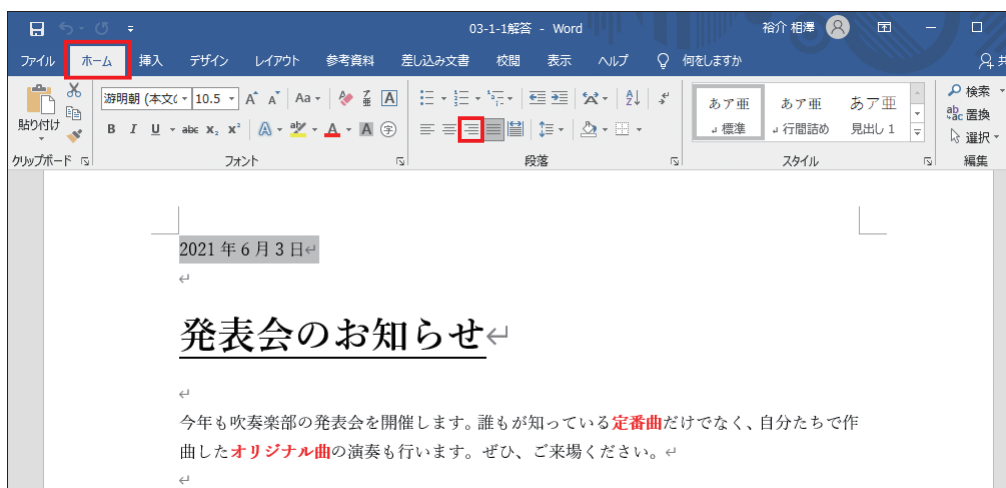 03-1-1解答 - Word
裕介 相澤
ファイル ホーム 挿入 デザイン レイアウト 参考資料 差し込み文書 校閲 表示 ヘルプ 何をしますか
貼り付け
游明朝 (本文 10.5 A A Aa
B I U abc X₂ X² A A A 字
あア亜 あア亜 あア亜
標準 行間詰め 見出し 1
検索
置換
選択
クリップボード フォント 段落 スタイル 編集
2021 年 6 月 3 日
発表会のお知らせ
今年も吹奏楽部の発表会を開催します。誰もが知っている定番曲だけでなく、自分たちで作
曲したオリジナル曲の演奏も行います。ぜひ、ご来場ください。